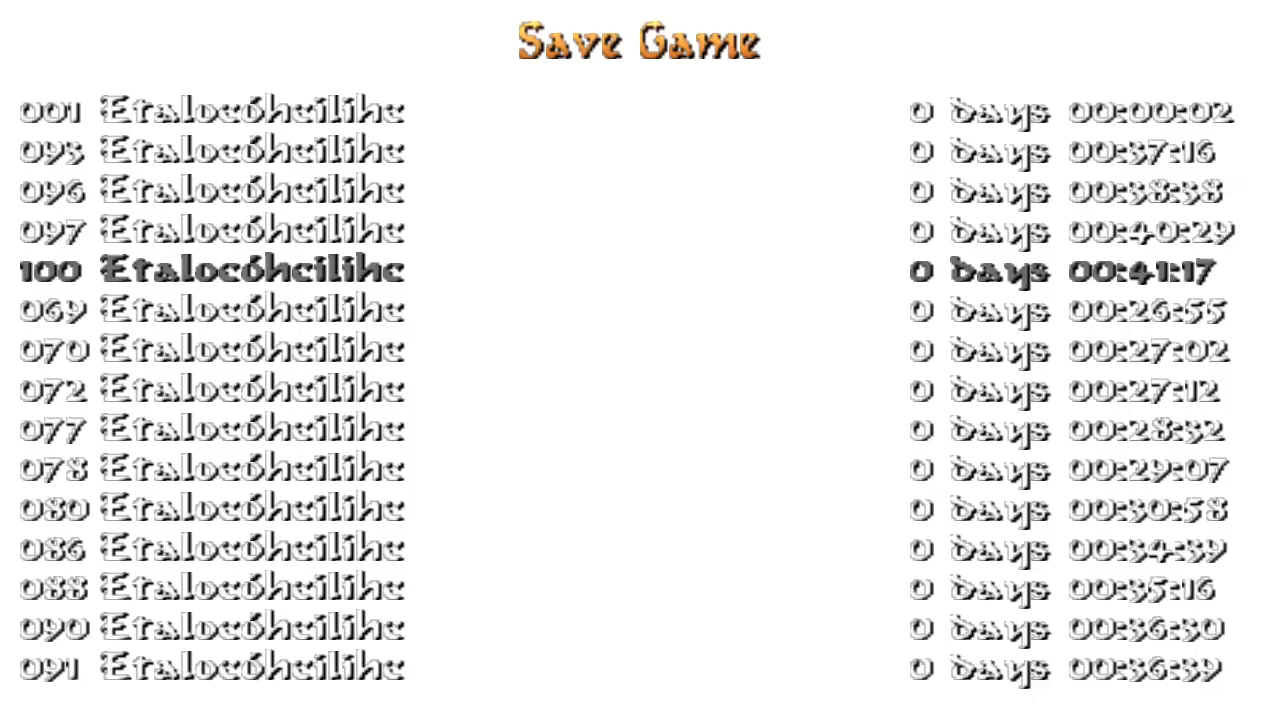 Save Game
001 Etalocóhcilihc 0 days 00:00:02
093 Etalocóhcilihc 0 days 00:37:16
096 Etalocóhcilihc 0 days 00:38:38
097 Etalocóhcilihc 0 days 00:40:29
100 Etalocóhcilihc 0 days 00:41:17
069 Etalocóhcilihc 0 days 00:26:55
070 Etalocóhcilihc 0 days 00:27:02
072 Etalocóhcilihc 0 days 00:27:12
077 Etalocóhcilihc 0 days 00:28:32
078 Etalocóhcilihc 0 days 00:29:07
080 Etalocóhcilihc 0 days 00:30:58
086 Etalocóhcilihc 0 days 00:34:39
088 Etalocóhcilihc 0 days 00:35:16
090 Etalocóhcilihc 0 days 00:36:30
091 Etalocóhcilihc 0 days 00:36:39